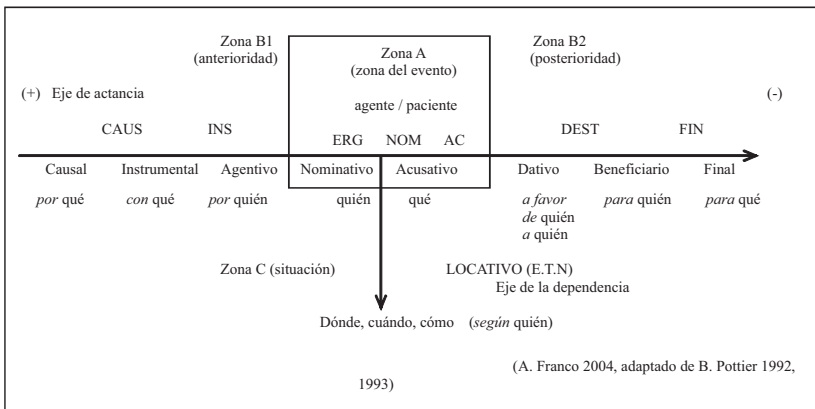 Zona B1 Zona A Zona B2
(anterioridad) (zona del evento) (posterioridad)
(+) Eje de actancia (-)
agente / paciente
CAUS INS DEST FIN
ERG NOM AC
Causal Instrumental Agentivo Nominativo Acusativo Dativo Beneficiario Final
por qué con qué por quién quién qué a favor para quién para qué
de quién
a quién
Zona C (situación) LOCATIVO (E.T.N)
Eje de la dependencia
Dónde, cuándo, cómo (según quién)
(A. Franco 2004, adaptado de B. Pottier 1992,
1993)